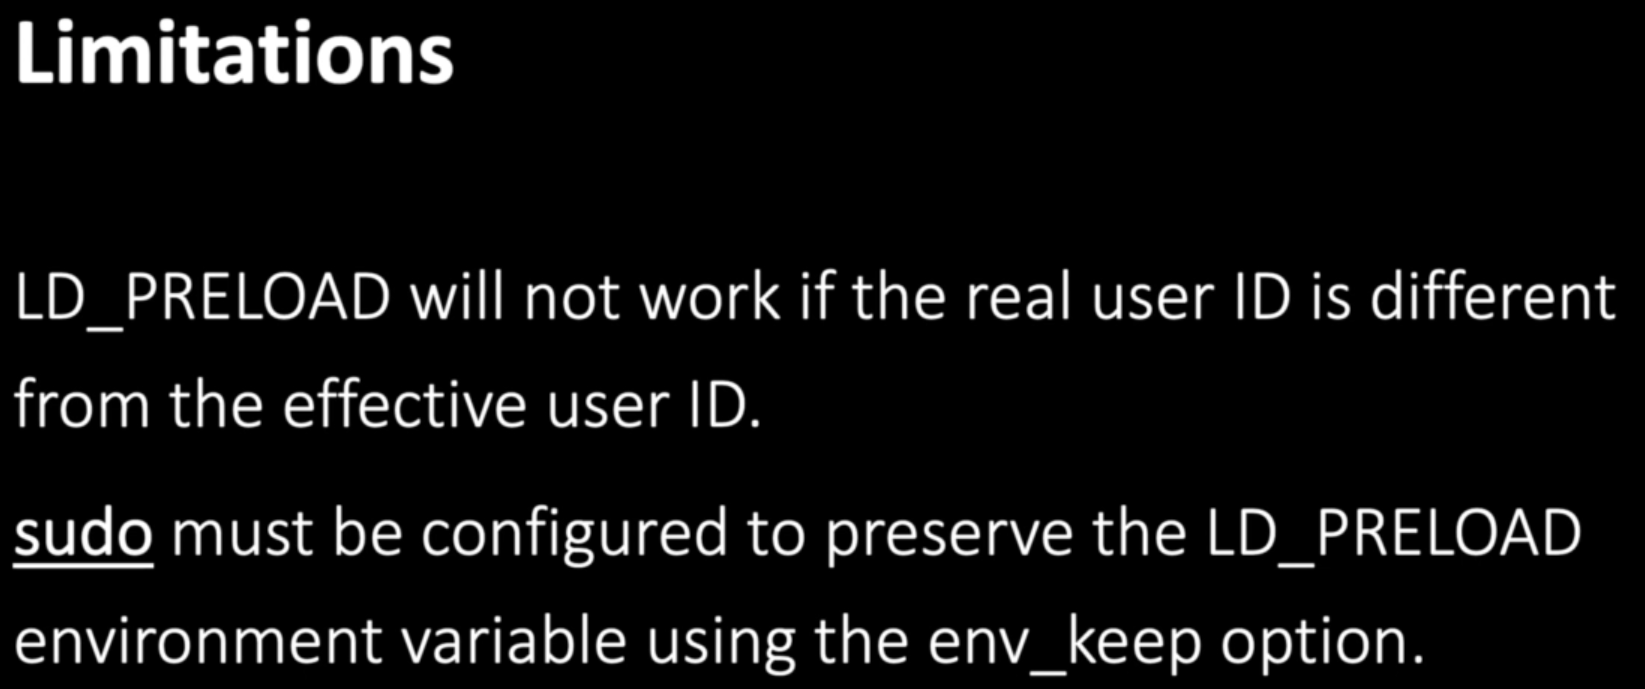 Limitations
LD_PRELOAD will not work if the real user ID is different
from the effective user ID.
sudo must be configured to preserve the LD_PRELOAD
environment variable using the env_keep option.